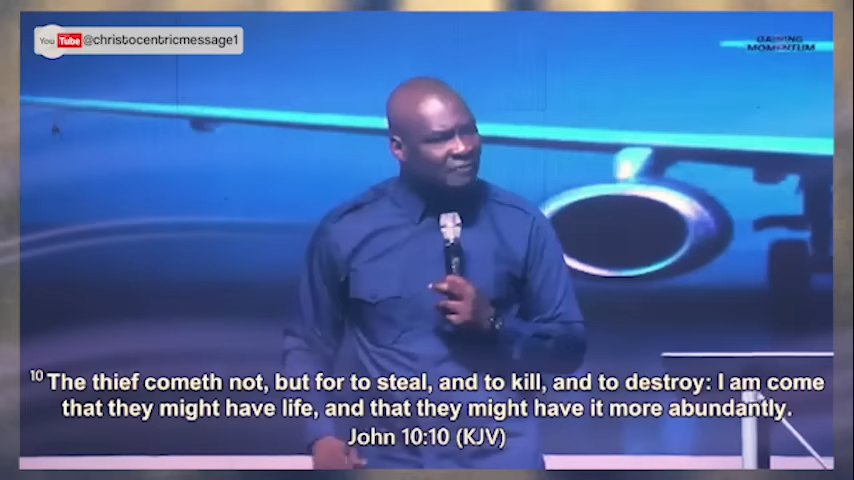 You Tube @christocentricmessage1
GAINING
MOMENTUM
10 The thief cometh not, but for to steal, and to kill, and to destroy: I am come
that they might have life, and that they might have it more abundantly.
John 10:10 (KJV)